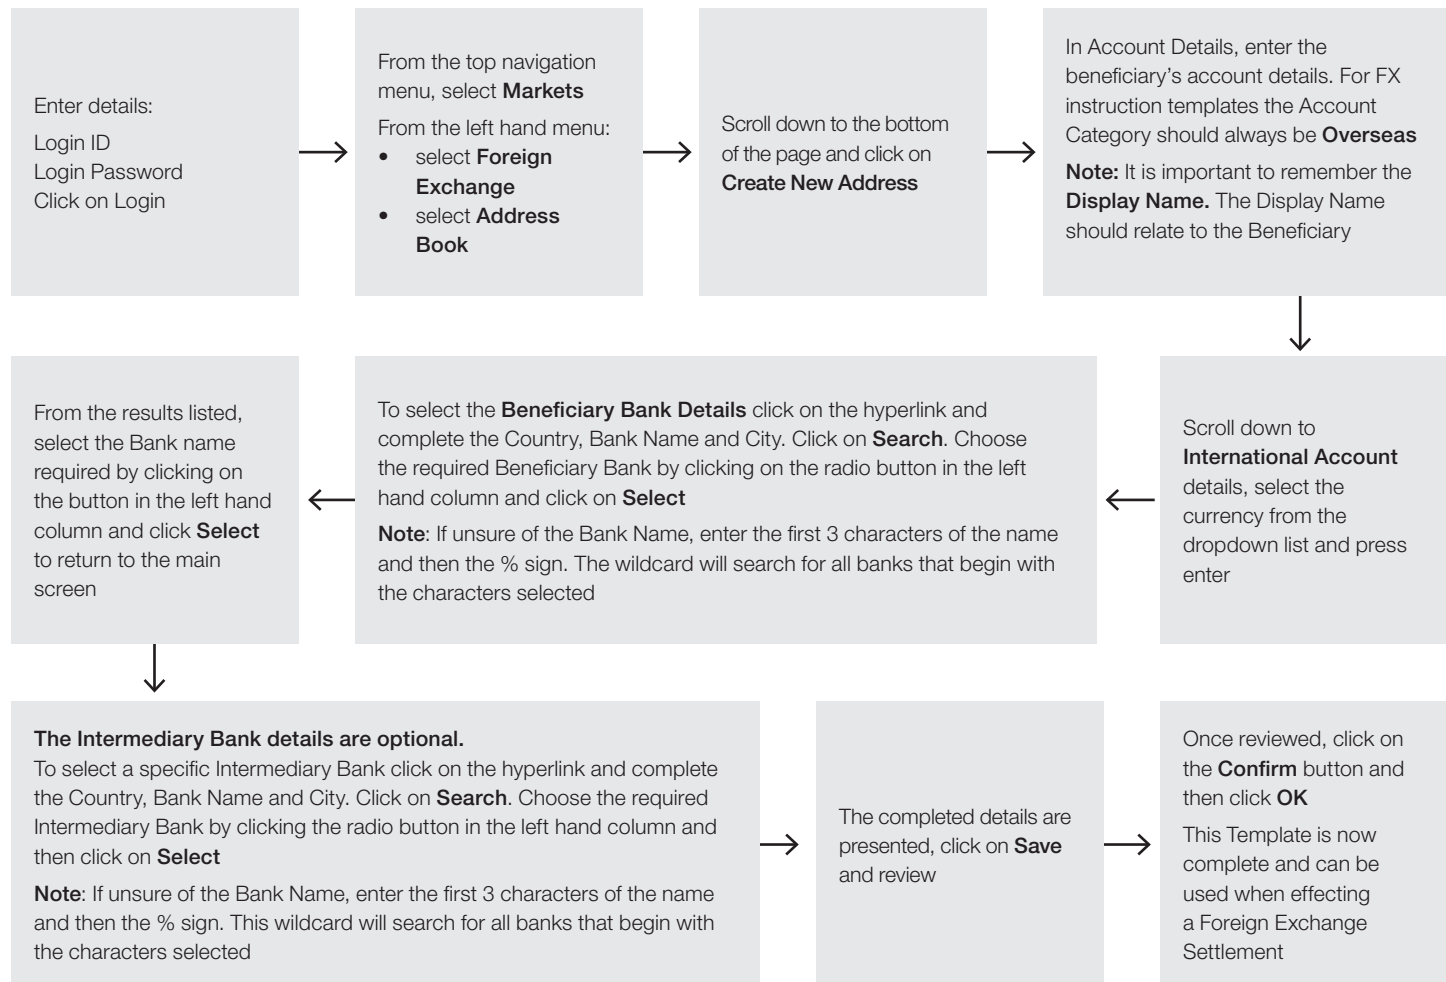 Enter details:
Login ID
Login Password
Click on Login
From the top navigation
menu, select Markets
From the left hand menu:
• select Foreign
Exchange
• select Address
Book
Scroll down to the bottom
of the page and click on
Create New Address
In Account Details, enter the
beneficiary's account details. For FX
instruction templates the Account
Category should always be Overseas
Note: It is important to remember the
Display Name. The Display Name
should relate to the Beneficiary
Scroll down to
International Account
details, select the
currency from the
dropdown list and press
enter
To select the Beneficiary Bank Details click on the hyperlink and
complete the Country, Bank Name and City. Click on Search. Choose
the required Beneficiary Bank by clicking on the radio button in the left
hand column and click on Select
Note: If unsure of the Bank Name, enter the first 3 characters of the name
and then the % sign. The wildcard will search for all banks that begin with
the characters selected
From the results listed,
select the Bank name
required by clicking on
the button in the left hand
column and click Select
to return to the main
screen
The Intermediary Bank details are optional.
To select a specific Intermediary Bank click on the hyperlink and complete
the Country, Bank Name and City. Click on Search. Choose the required
Intermediary Bank by clicking the radio button in the left hand column and
then click on Select
Note: If unsure of the Bank Name, enter the first 3 characters of the name
and then the % sign. This wildcard will search for all banks that begin with
the characters selected
The completed details are
presented, click on Save
and review
Once reviewed, click on
the Confirm button and
then click OK
This Template is now
complete and can be
used when effecting
a Foreign Exchange
Settlement